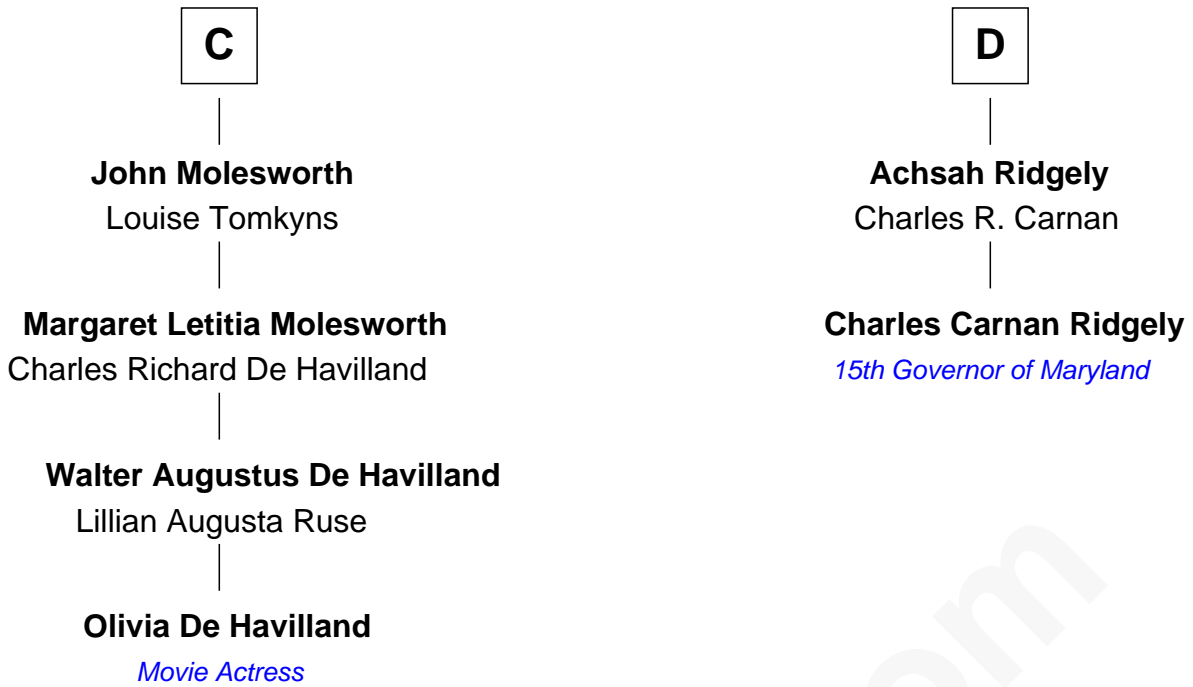 C
John Molesworth
Louise Tomkyns
Margaret Letitia Molesworth
Charles Richard De Havilland
Walter Augustus De Havilland
Lillian Augusta Ruse
Olivia De Havilland
Movie Actress
D
Achsah Ridgely
Charles R. Carnan
Charles Carnan Ridgely
15th Governor of Maryland
om